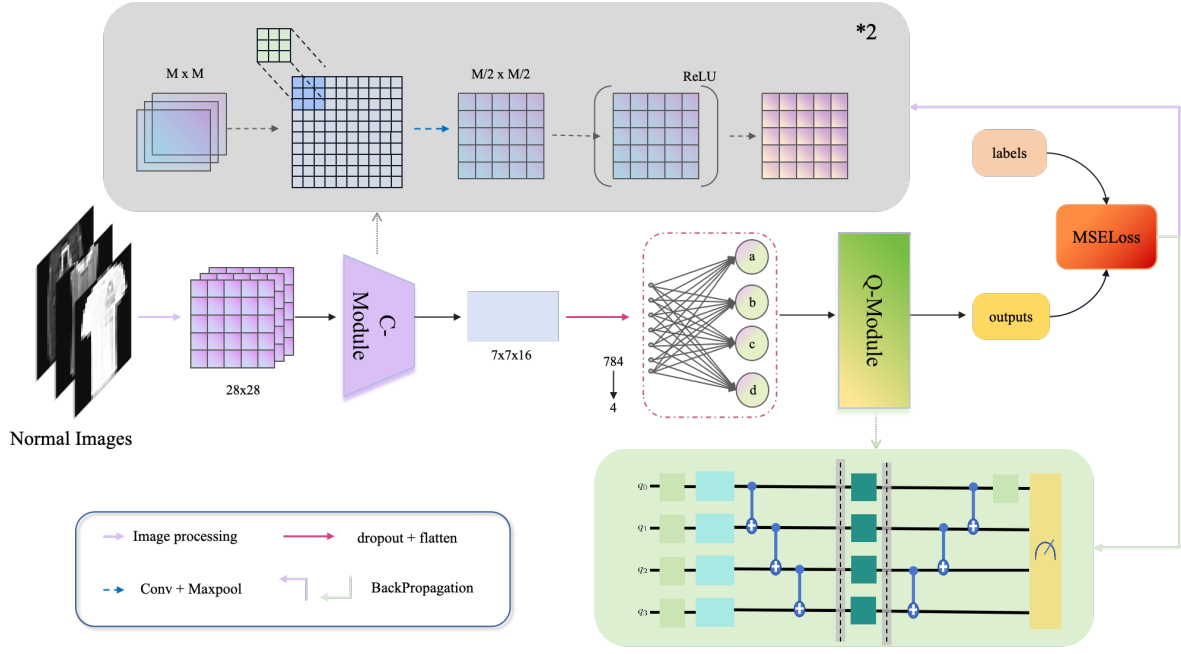 *2
M x M
M/2 x M/2
ReLU
labels
MSELoss
outputs
C-
Module
Q-Module
a
b
c
d
28x28
7x7x16
784
4
Normal Images
q0
q1
q2
q3
Image processing
dropout + flatten
Conv + Maxpool
BackPropagation